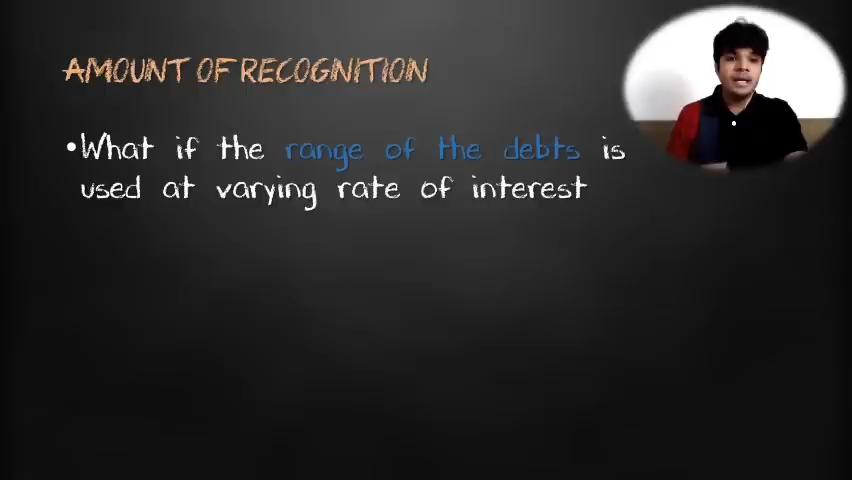 AMOUNT OF RECOGNITION
•What if the range of the debts is
used at varying rate of interest